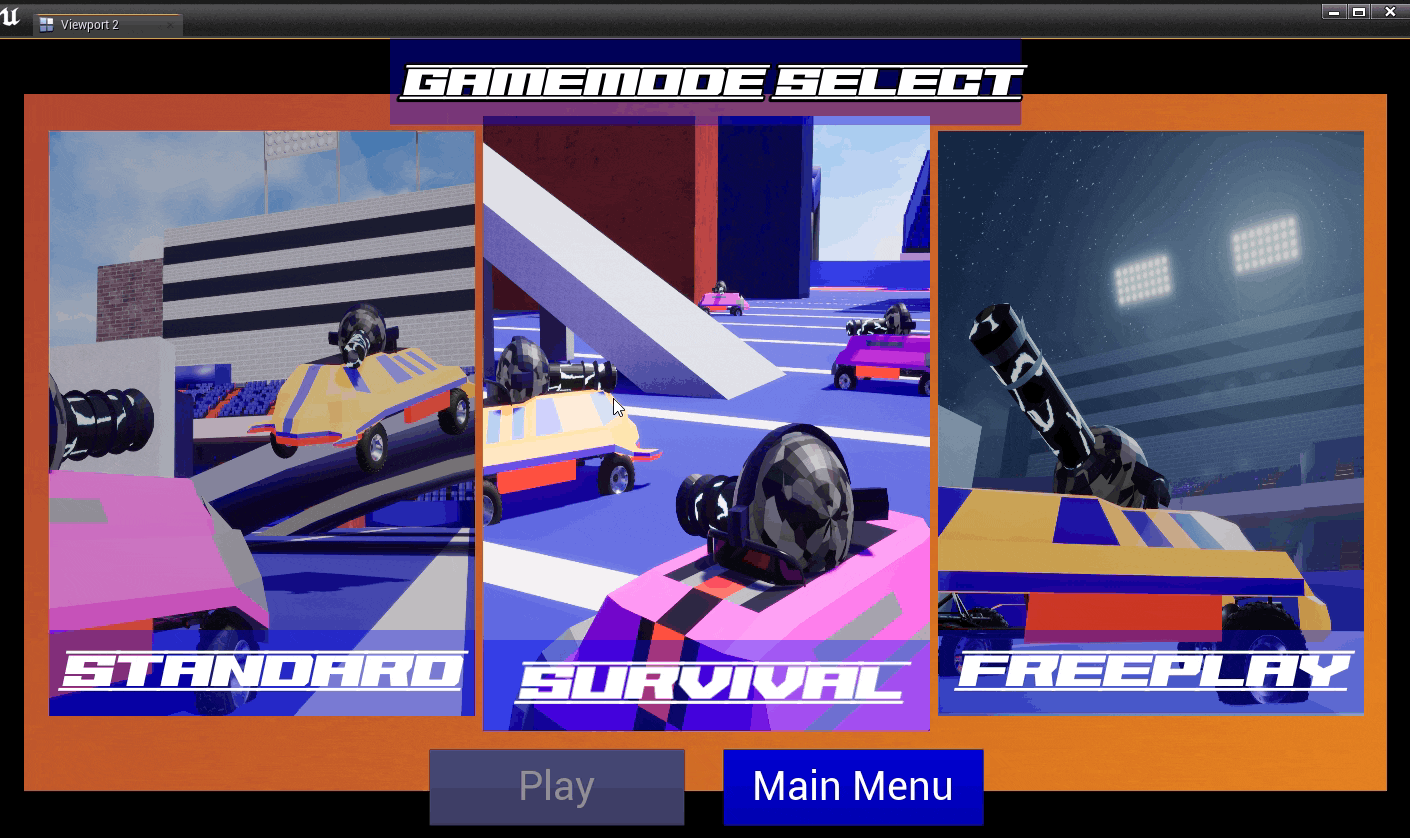 Viewport 2
GAMEMODE SELECT
STANDARD
SURVIVAL
FREEPLAY
Play
Main Menu